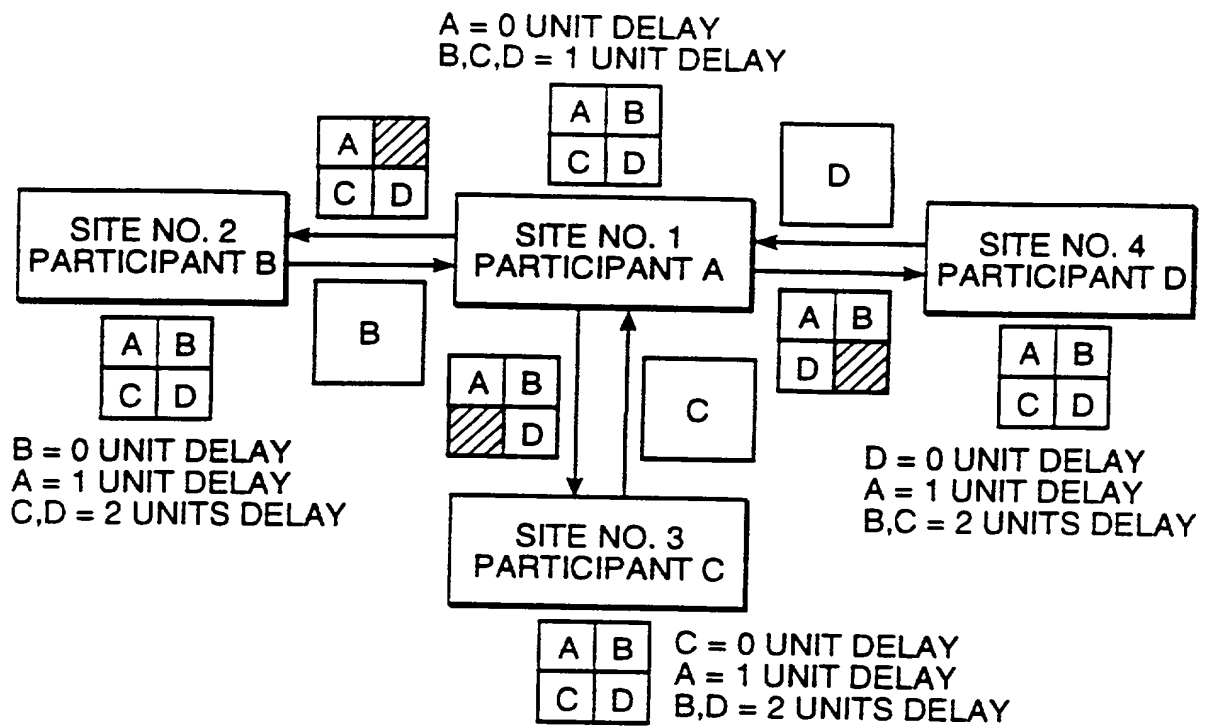 A = 0 UNIT DELAY
B,C,D = 1 UNIT DELAY
A B
C D
A
C D
D
SITE NO. 2
PARTICIPANT B
SITE NO. 1
PARTICIPANT A
SITE NO. 4
PARTICIPANT D
A B
C D
B
A B
D
C
A B
D
A B
C D
B = 0 UNIT DELAY
A = 1 UNIT DELAY
C,D = 2 UNITS DELAY
D = 0 UNIT DELAY
A = 1 UNIT DELAY
B,C = 2 UNITS DELAY
SITE NO. 3
PARTICIPANT C
A B
C D
C = 0 UNIT DELAY
A = 1 UNIT DELAY
B,D = 2 UNITS DELAY